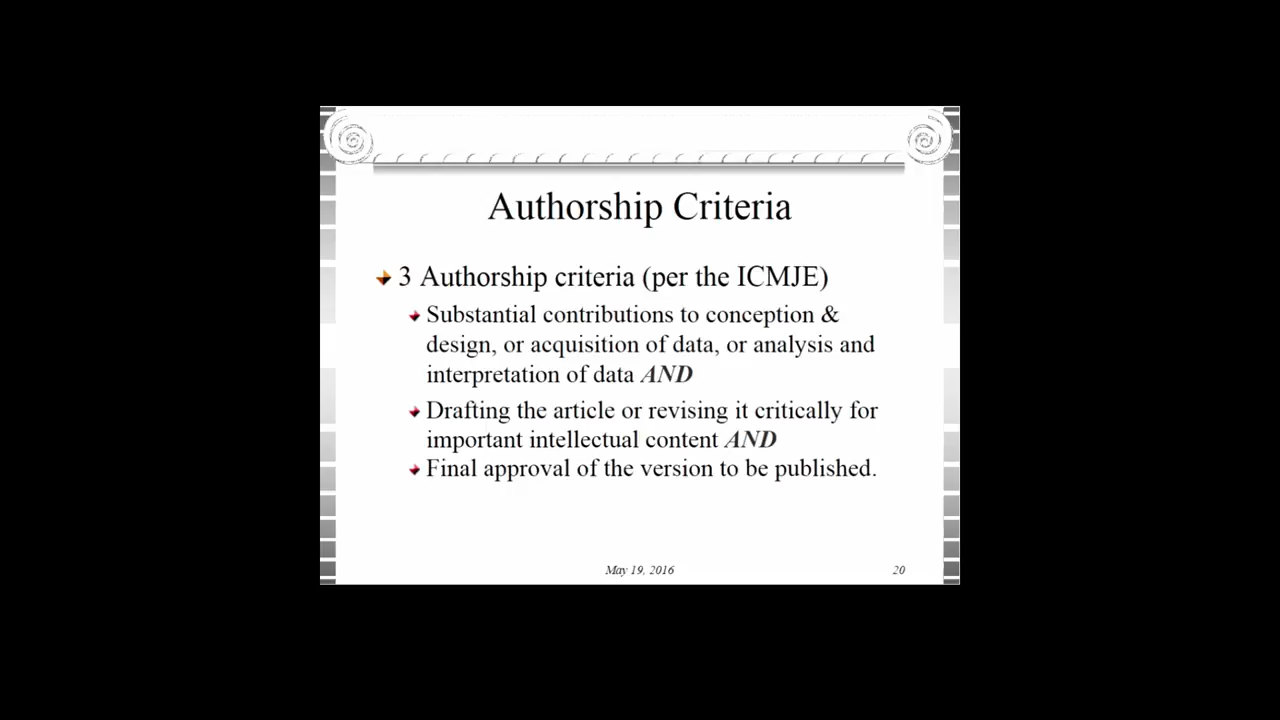 Authorship Criteria
3 Authorship criteria (per the ICMJE)
Substantial contributions to conception &
design, or acquisition of data, or analysis and
interpretation of data AND
Drafting the article or revising it critically for
important intellectual content AND
Final approval of the version to be published.
May 19, 2016
20